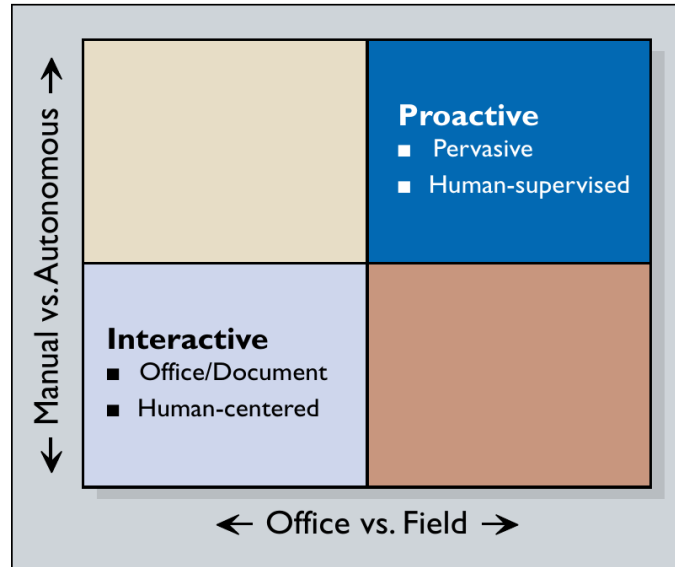 Proactive
■ Pervasive
■ Human-supervised
Interactive
■ Office/Document
■ Human-centered
← Manual vs. Autonomous →
← Office vs. Field →